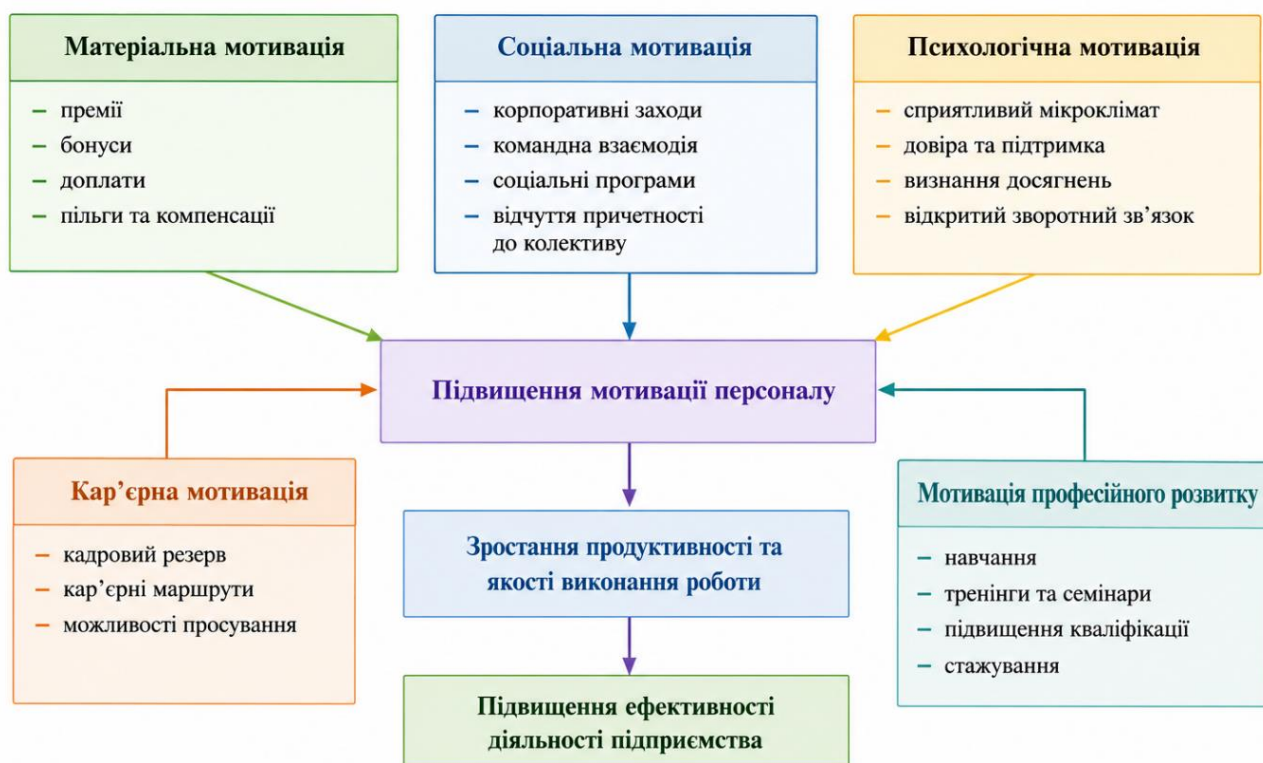 Матеріальна мотивація
– премії
– бонуси
– доплати
– пільги та компенсації
Соціальна мотивація
– корпоративні заходи
– командна взаємодія
– соціальні програми
– відчуття причетності
до колективу
Психологічна мотивація
– сприятливий мікроклімат
– довіра та підтримка
– визнання досягнень
– відкритий зворотний зв’язок
Підвищення мотивації персоналу
Кар’єрна мотивація
– кадровий резерв
– кар’єрні маршрути
– можливості просування
Зростання продуктивності та
якості виконання роботи
Мотивація професійного розвитку
– навчання
– тренінги та семінари
– підвищення кваліфікації
– стажування
Підвищення ефективності
діяльності підприємства